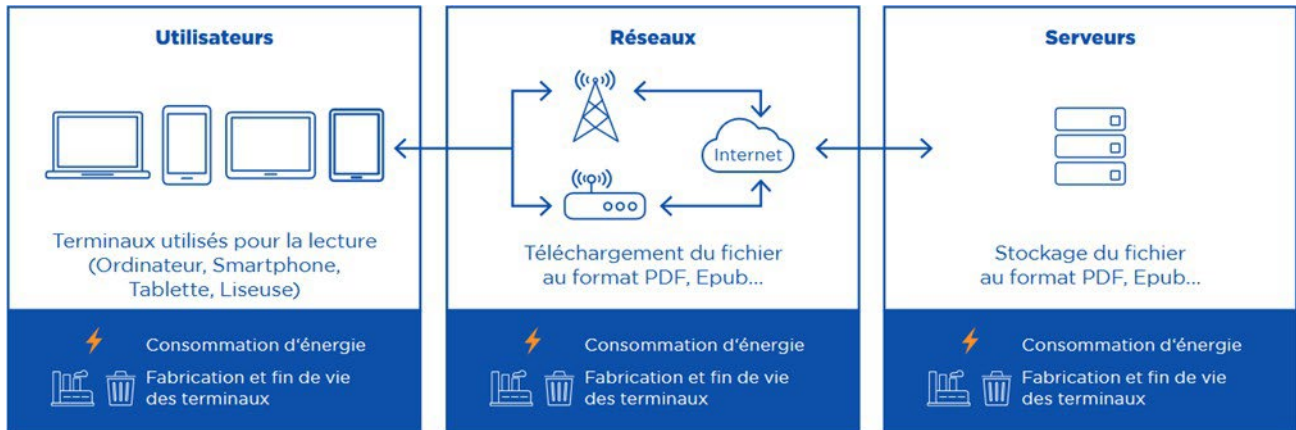 Utilisateurs
Terminaux utilisés pour la lecture
(Ordinateur, Smartphone,
Tablette, Liseuse)
Consommation d‘énergie
Fabrication et fin de vie
des terminaux
Réseaux
Internet
Téléchargement du fichier
au format PDF, Epub...
Consommation d‘énergie
Fabrication et fin de vie
des terminaux
Serveurs
Stockage du fichier
au format PDF, Epub...
Consommation d‘énergie
Fabrication et fin de vie
des terminaux